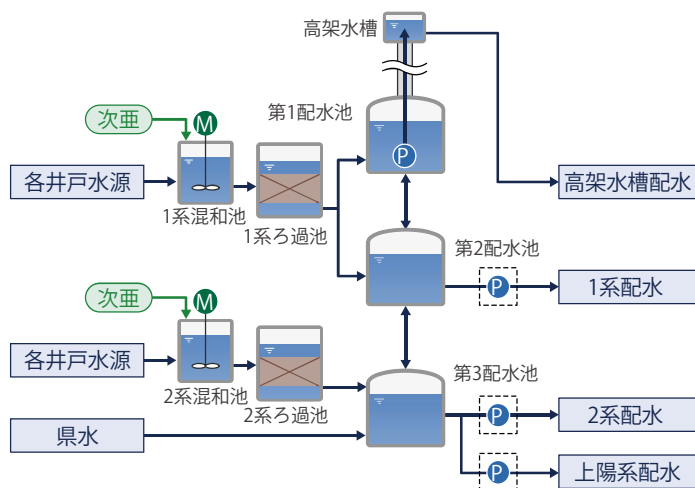 高架水槽
第1配水池
次亜
M
P
各井戸水源
高架水槽配水
1系混和池
1系ろ過池
第2配水池
次亜
M
P
1系配水
各井戸水源
第3配水池
2系混和池
2系ろ過池
P
2系配水
県水
P
上陽系配水